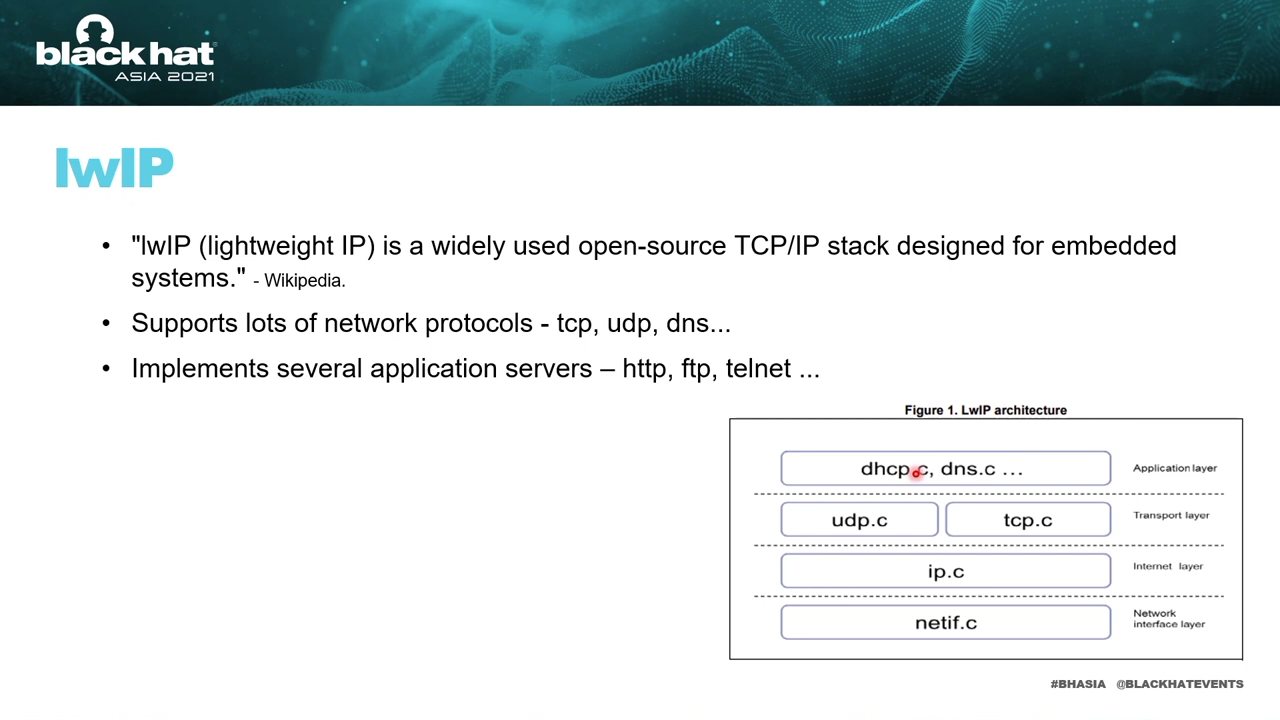 black hat
ASIA 2021
lwIP
• "lwIP (lightweight IP) is a widely used open-source TCP/IP stack designed for embedded
systems." - Wikipedia.
• Supports lots of network protocols - tcp, udp, dns...
• Implements several application servers – http, ftp, telnet ...
Figure 1. LwIP architecture
dhcp.c, dns.c ...
Application layer
udp.c
tcp.c
Transport layer
ip.c
Internet layer
netif.c
Network
interface layer
#BHASIA @BLACKHATEVENTS